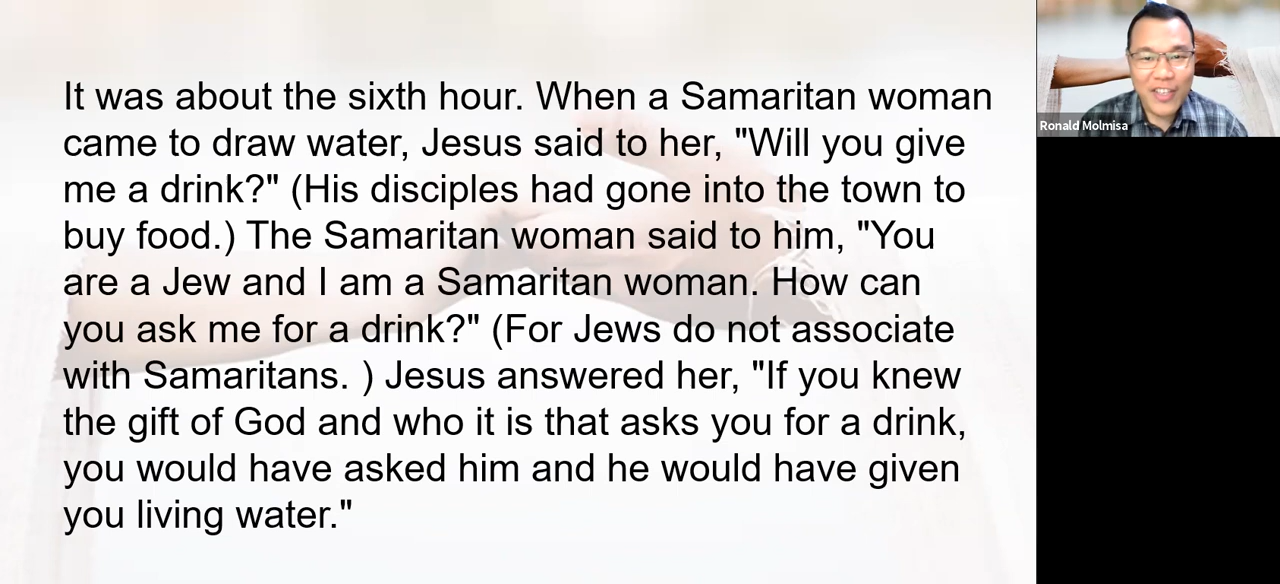 It was about the sixth hour. When a Samaritan woman
came to draw water, Jesus said to her, "Will you give
me a drink?" (His disciples had gone into the town to
buy food.) The Samaritan woman said to him, "You
are a Jew and I am a Samaritan woman. How can
you ask me for a drink?" (For Jews do not associate
with Samaritans. ) Jesus answered her, "If you knew
the gift of God and who it is that asks you for a drink,
you would have asked him and he would have given
you living water."
Ronald Molmisa